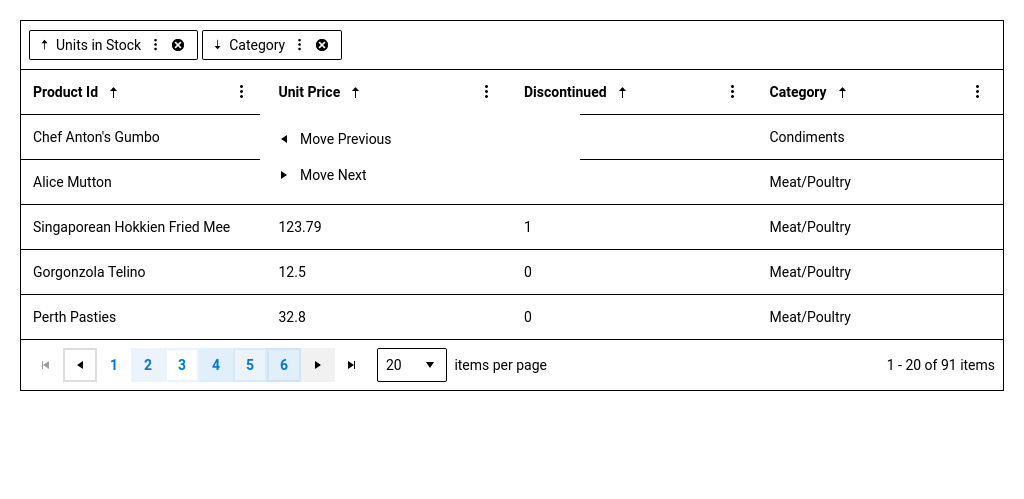 Units in Stock Category
Product Id Unit Price Discontinued Category
Chef Anton's Gumbo Condiments
Move Previous
Alice Mutton Meat/Poultry
Move Next
Singaporean Hokkien Fried Mee 123.79 1 Meat/Poultry
Gorgonzola Telino 12.5 0 Meat/Poultry
Perth Pasties 32.8 0 Meat/Poultry
1 2 3 4 5 6 20 items per page 1 - 20 of 91 items